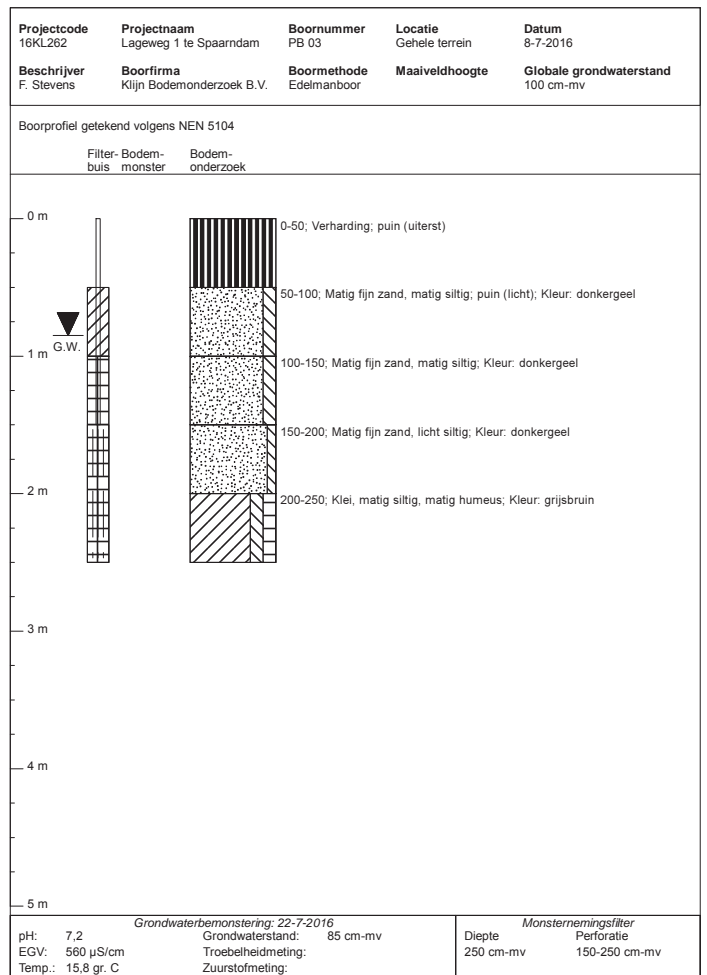 Projectcode Projectnaam Boornummer Locatie Datum
16KL262 Lageweg 1 te Spaarndam PB 03 Gehele terrein 8-7-2016
Beschrijver Boorfirma Boormethode Maaiveldhoogte Globale grondwaterstand
F. Stevens Klijn Bodemonderzoek B.V. Edelmanboor 100 cm-mv
Boorprofiel getekend volgens NEN 5104
Filter- Bodem- Bodem-
buis monster onderzoek
0 m
0-50; Verharding; puin (uiterst)
50-100; Matig fijn zand, matig siltig; puin (licht); Kleur: donkergeel
G.W.
1 m
100-150; Matig fijn zand, matig siltig; Kleur: donkergeel
150-200; Matig fijn zand, licht siltig; Kleur: donkergeel
2 m
200-250; Klei, matig siltig, matig humeus; Kleur: grijsbruin
3 m
4 m
5 m
Grondwaterbemonstering: 22-7-2016 Monsternemingsfilter
pH: 7,2 Grondwaterstand: 85 cm-mv Diepte Perforatie
EGV: 560 µS/cm Troebelheidmeting: 250 cm-mv 150-250 cm-mv
Temp.: 15,8 gr. C Zuurstofmeting: